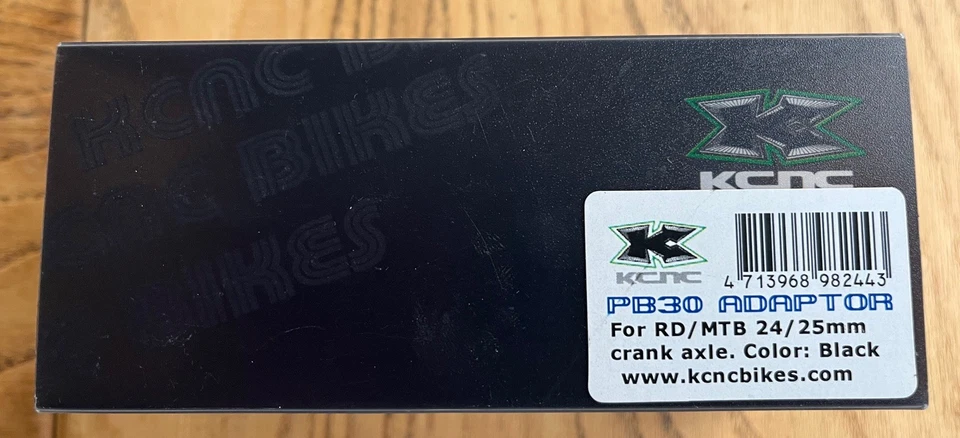 KCNC B
BIKES
BIKES
KCNC
KCNC
4 713968 982443
PB30 ADAPTOR
For RD/MTB 24/25mm
crank axle. Color: Black
www.kcncbikes.com